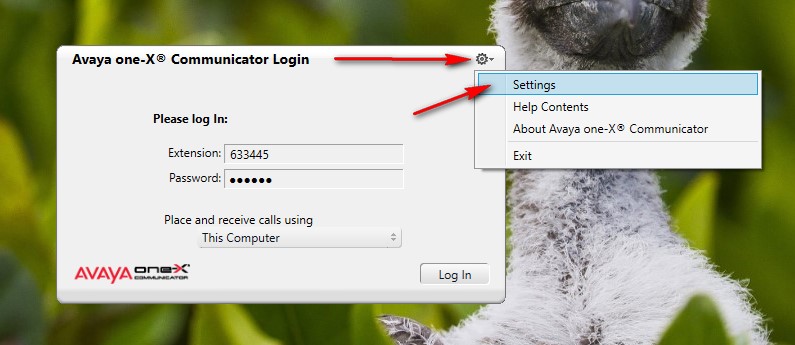 Avaya one-X® Communicator Login
Settings
Help Contents
About Avaya one-X® Communicator
Exit
Please log In:
Extension: 633445
Password: ●●●●●●
Place and receive calls using
This Computer
AVAYA one-X®
COMMUNICATOR
Log In